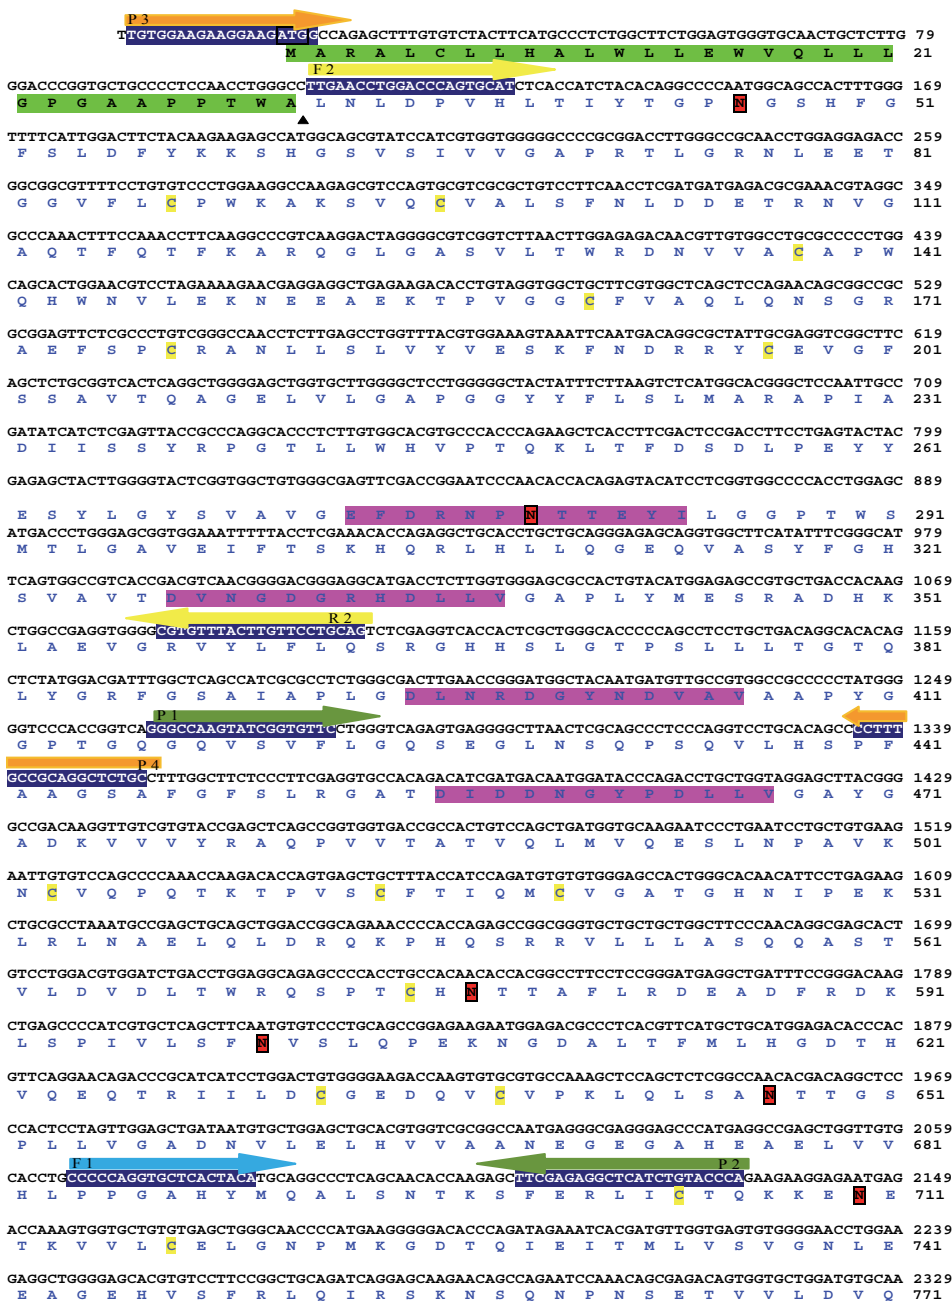 P 3
TTGTGGAAGAAGGAAGATGGCCAGAGCTTTGTGTCTACTTCATGCCCTCTGGCTTCTGGAGTGGGTGCAACTGCTCTTG 79
M A R A L C L L H A L W L L E W V Q L L L 21
F 2
GGACCCGGTGCTGCCCCTCCAACCTGGGCCTTGAACCTGGACCCAGTGCATCTCACCATCTACACAGGCCCCAATGGCAGCCACTTTGGG 169
G P G A A P P T W A L N L D P V H L T I Y T G P N G S H F G 51
TTTTCATTGGACTTCTACAAGAAGAGCCATGGCAGCGTATCCATCGTGGTGGGGGCCCCGCGGACCTTGGGCCGCAACCTGGAGGAGACC 259
F S L D F Y K K S H G S V S I V V G A P R T L G R N L E E T 81
GGCGGCGTTTTCCTGTGTCCCTGGAAGGCCAAGAGCGTCCAGTGCGTCGCGCTGTCCTTCAACCTCGATGATGAGACGCGAAACGTAGGC 349
G G V F L C P W K A K S V Q C V A L S F N L D D E T R N V G 111
GCCCAAACTTTCCAAACCTTCAAGGCCCGTCAAGGACTAGGGGCGTCGGTCTTAACTTGGAGAGACAACGTTGTGGCCTGCGCCCCCTGG 439
A Q T F Q T F K A R Q G L G A S V L T W R D N V V A C A P W 141
CAGCACTGGAACGTCCTAGAAAAGAACGAGGAGGCTGAGAAGACACCTGTAGGTGGCTGCTTCGTGGCTCAGCTCCAGAACAGCGGCCGC 529
Q H W N V L E K N E E A E K T P V G G C F V A Q L Q N S G R 171
GCGGAGTTCTCGCCCTGTCGGGCCAACCTCTTGAGCCTGGTTTACGTGGAAAGTAAATTCAATGACAGGCGCTATTGCGAGGTCGGCTTC 619
A E F S P C R A N L L S L V Y V E S K F N D R R Y C E V G F 201
AGCTCTGCGGTCACTCAGGCTGGGGAGCTGGTGCTTGGGGCTCCTGGGGGCTACTATTTCTTAAGTCTCATGGCACGGGCTCCAATTGCC 709
S S A V T Q A G E L V L G A P G G Y Y F L S L M A R A P I A 231
GATATCATCTCGAGTTACCGCCCAGGCACCCTCTTGTGGCACGTGCCCACCCAGAAGCTCACCTTCGACTCCGACCTTCCTGAGTACTAC 799
D I I S S Y R P G T L L W H V P T Q K L T F D S D L P E Y Y 261
GAGAGCTACTTGGGGTACTCGGTGGCTGTGGGCGAGTTCGACCGGAATCCCAACACCACAGAGTACATCCTCGGTGGCCCCACCTGGAGC 889
E S Y L G Y S V A V G E F D R N P N T T E Y I L G G P T W S 291
ATGACCCTGGGAGCGGTGGAAATTTTTACCTCGAAACACCAGAGGCTGCACCTGCTGCAGGGAGAGCAGGTGGCTTCATATTTCGGGCAT 979
M T L G A V E I F T S K H Q R L H L L Q G E Q V A S Y F G H 321
TCAGTGGCCGTCACCGACGTCAACGGGGACGGGAGGCATGACCTCTTGGTGGGAGCGCCACTGTACATGGAGAGCCGTGCTGACCACAAG 1069
S V A V T D V N G D G R H D L L V G A P L Y M E S R A D H K 351
R 2
CTGGCCGAGGTGGGGCGTGTTTACTTGTTCCTGCAGTCTCGAGGTCACCACTCGCTGGGCACCCCCAGCCTCCTGCTGACAGGCACACAG 1159
L A E V G R V Y L F L Q S R G H H S L G T P S L L L T G T Q 381
CTCTATGGACGATTTGGCTCAGCCATCGCGCCTCTGGGCGACTTGAACCGGGATGGCTACAATGATGTTGCCGTGGCCGCCCCCTATGGG 1249
L Y G R F G S A I A P L G D L N R D G Y N D V A V A A P Y G 411
P 1
GGTCCCACCGGTCAGGGCCAAGTATCGGTGTTCCTGGGTCAGAGTGAGGGGCTTAACTCGCGTCCCTCCCAGGTCCTGCACAGCCCCTTT 1339
G P T G Q G Q V S V F L G Q S E G L N S Q P S Q V L H S P F 441
P 4
GCCGCAGGCTCTGCCTTTGGCTTCTCCCTTCGAGGTGCCACAGACATCGATGACAATGGATACCCAGACCTGCTGGTAGGAGCTTACGGG 1429
A A G S A F G F S L R G A T D I D D N G Y P D L L V G A Y G 471
GCCGACAAGGTTGTCGTGTACCGAGCTCAGCCGGTGGTGACCGCCACTGTCCAGCTGATGGTGCAAGAATCCCTGAATCCTGCTGTGAAG 1519
A D K V V V Y R A Q P V V T A T V Q L M V Q E S L N P A V K 501
AATTGTGTCCAGCCCCAAACCAAGACACCAGTGAGCTGCTTTACCATCCAGATGTGTGTGGGAGCCACTGGGCACAACATTCCTGAGAAG 1609
N C V Q P Q T K T P V S C F T I Q M C V G A T G H N I P E K 531
CTGCGCCTAAATGCCGAGCTGCAGCTGGACCGGCAGAAACCCCACCAGAGCCGGCGGGTGCTGCTGCTGGCTTCCCAACAGGCGAGCACT 1699
L R L N A E L Q L D R Q K P H Q S R R V L L L A S Q Q A S T 561
GTCCTGGACGTGGATCTGACCTGGAGGCAGAGCCCCACCTGCCACAACACCACGGCCTTCCTCCGGGATGAGGCTGATTTCCGGGACAAG 1789
V L D V D L T W R Q S P T C H N T T A F L R D E A D F R D K 591
CTGAGCCCCATCGTGCTCAGCTTCAATGTGTCCCTGCAGCCGGAGAAGAATGGAGACGCCCTCACGTTCATGCTGCATGGAGACACCCAC 1879
L S P I V L S F N V S L Q P E K N G D A L T F M L H G D T H 621
GTTCAGGAACAGACCCGCATCATCCTGGACTGTGGGGAAGACCAAGTGTGCGTGCCAAAGCTCCAGCTCTCGGCCAACACGACAGGCTCC 1969
V Q E Q T R I I L D C G E D Q V C V P K L Q L S A N T T G S 651
CCACTCCTAGTTGGAGCTGATAATGTGCTGGAGCTGCACGTGGTCGCGGCCAATGAGGGCGAGGGAGCCCATGAGGCCGAGCTGGTTGTG 2059
P L L V G A D N V L E L H V V A A N E G E G A H E A E L V V 681
F 1 P 2
CACCTGCCCCCAGGTGCTCACTACATGCAGGCCCTCAGCAACACCAAGAGCTTCGAGAGGCTCATCTGTACCCAGAAGAAGGAGAATGAG 2149
H L P P G A H Y M Q A L S N T K S F E R L I C T Q K K E N E 711
ACCAAAGTGGTGCTGTGTGAGCTGGGCAACCCCATGAAGGGGGACACCCAGATAGAAATCACGATGTTGGTGAGTGTGGGGAACCTGGAA 2239
T K V V L C E L G N P M K G D T Q I E I T M L V S V G N L E 741
GAGGCTGGGGAGCACGTGTCCTTCCGGCTGCAGATCAGGAGCAAGAACAGCCAGAATCCAAACAGCGAGACAGTGGTGCTGGATGTGCAA 2329
E A G E H V S F R L Q I R S K N S Q N P N S E T V V L D V Q 771